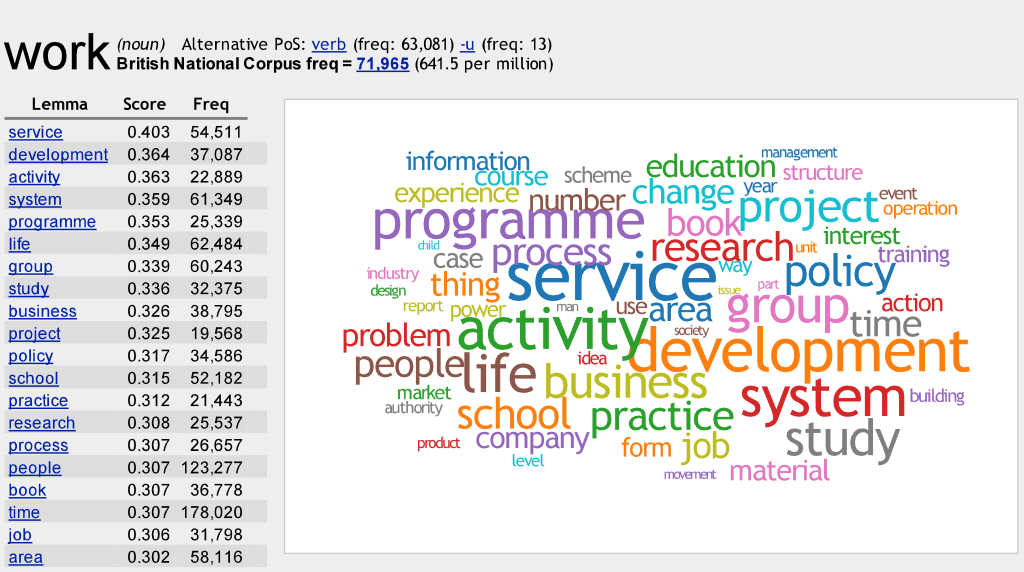 work (noun) Alternative PoS: verb (freq: 63,081) -u (freq: 13)
British National Corpus freq = 71,965 (641.5 per million)
Lemma Score Freq
service 0.403 54,511
development 0.364 37,087
activity 0.363 22,889
system 0.359 61,349
programme 0.353 25,339
life 0.349 62,484
group 0.339 60,243
study 0.336 32,375
business 0.326 38,795
project 0.325 19,568
policy 0.317 34,586
school 0.315 52,182
practice 0.312 21,443
research 0.308 25,537
process 0.307 26,657
people 0.307 123,277
book 0.307 36,778
time 0.307 178,020
job 0.306 31,798
area 0.302 58,116
management
information
education
course
scheme
structure
year
experience
number
change
event
project
operation
programme
book
interest
child
process
research
unit
case
training
way
service
policy
industry
thing
part
design
issue
group
action
report
power
man
use
area
time
activity
society
problem
development
people
life
idea
business
market
system
building
authority
school
practice
study
product
company
form
job
level
movement
material